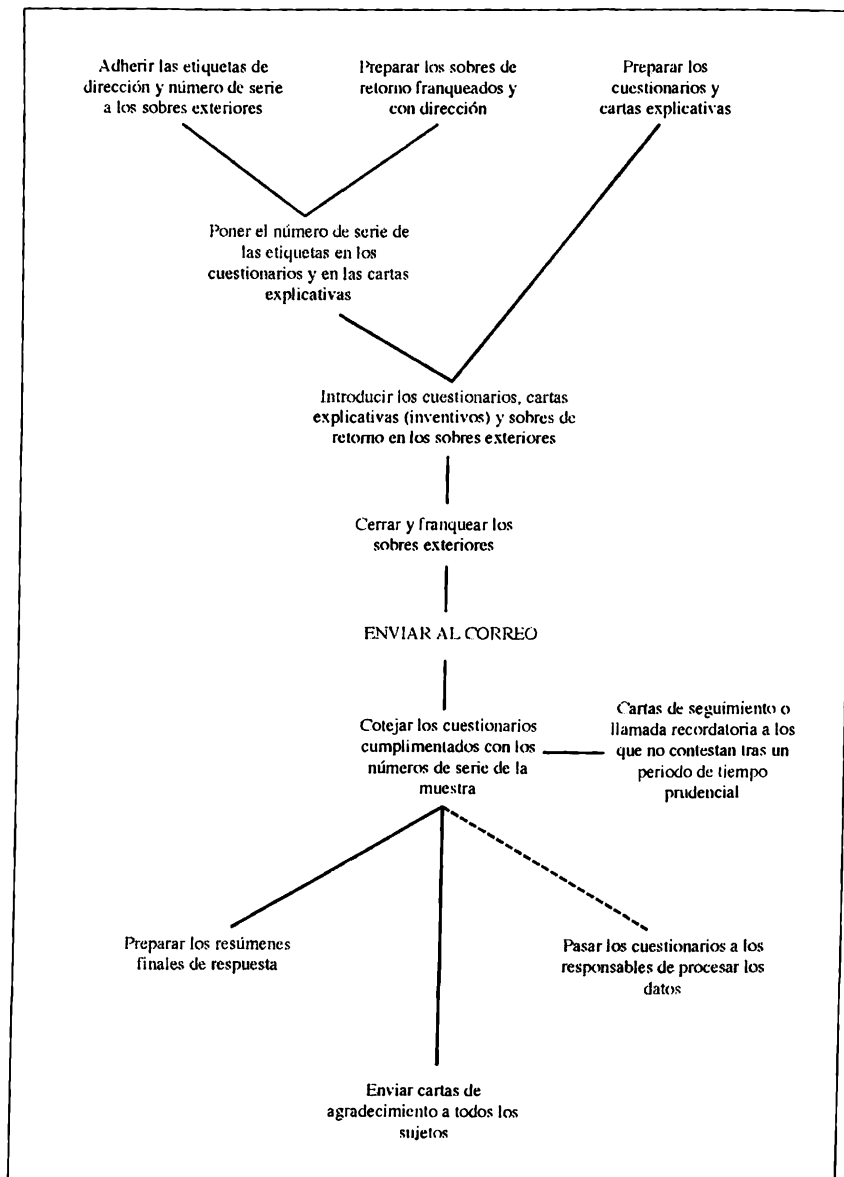 Adherir las etiquetas de
dirección y número de serie
a los sobres exteriores
Preparar los sobres de
retorno franqueados y
con dirección
Preparar los
cuestionarios y
cartas explicativas
Poner el número de serie de
las etiquetas en los
cuestionarios y en las cartas
explicativas
Introducir los cuestionarios, cartas
explicativas (inventivos) y sobres de
retorno en los sobres exteriores
Cerrar y franquear los
sobres exteriores
ENVIAR AL CORREO
Cotejar los cuestionarios
cumplimentados con los
números de serie de la
muestra
Cartas de seguimiento o
llamada recordatoria a los
que no contestan tras un
periodo de tiempo
prudencial
Preparar los resúmenes
finales de respuesta
Pasar los cuestionarios a los
responsables de procesar los
datos
Enviar cartas de
agradecimiento a todos los
sujetos